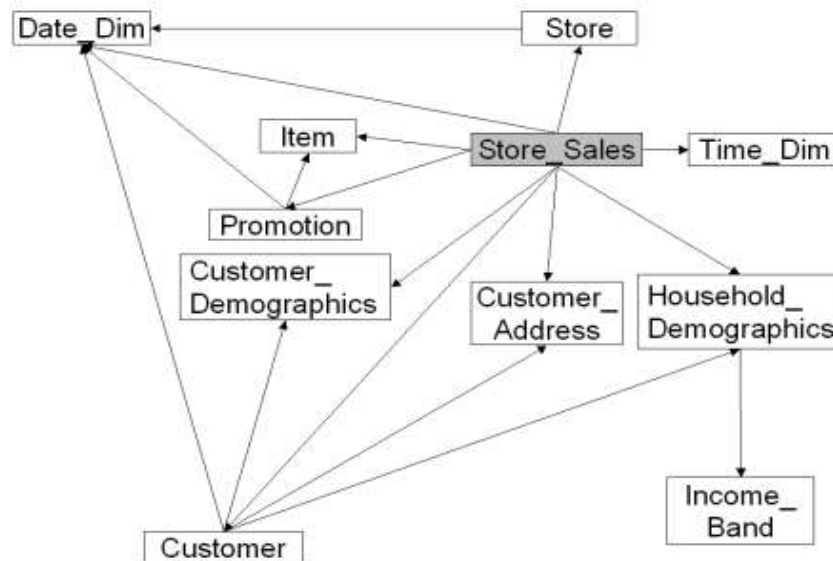 Date_Dim
Store
Item
Store_Sales
Time_Dim
Promotion
Customer_
Demographics
Customer_
Address
Household_
Demographics
Income_
Band
Customer